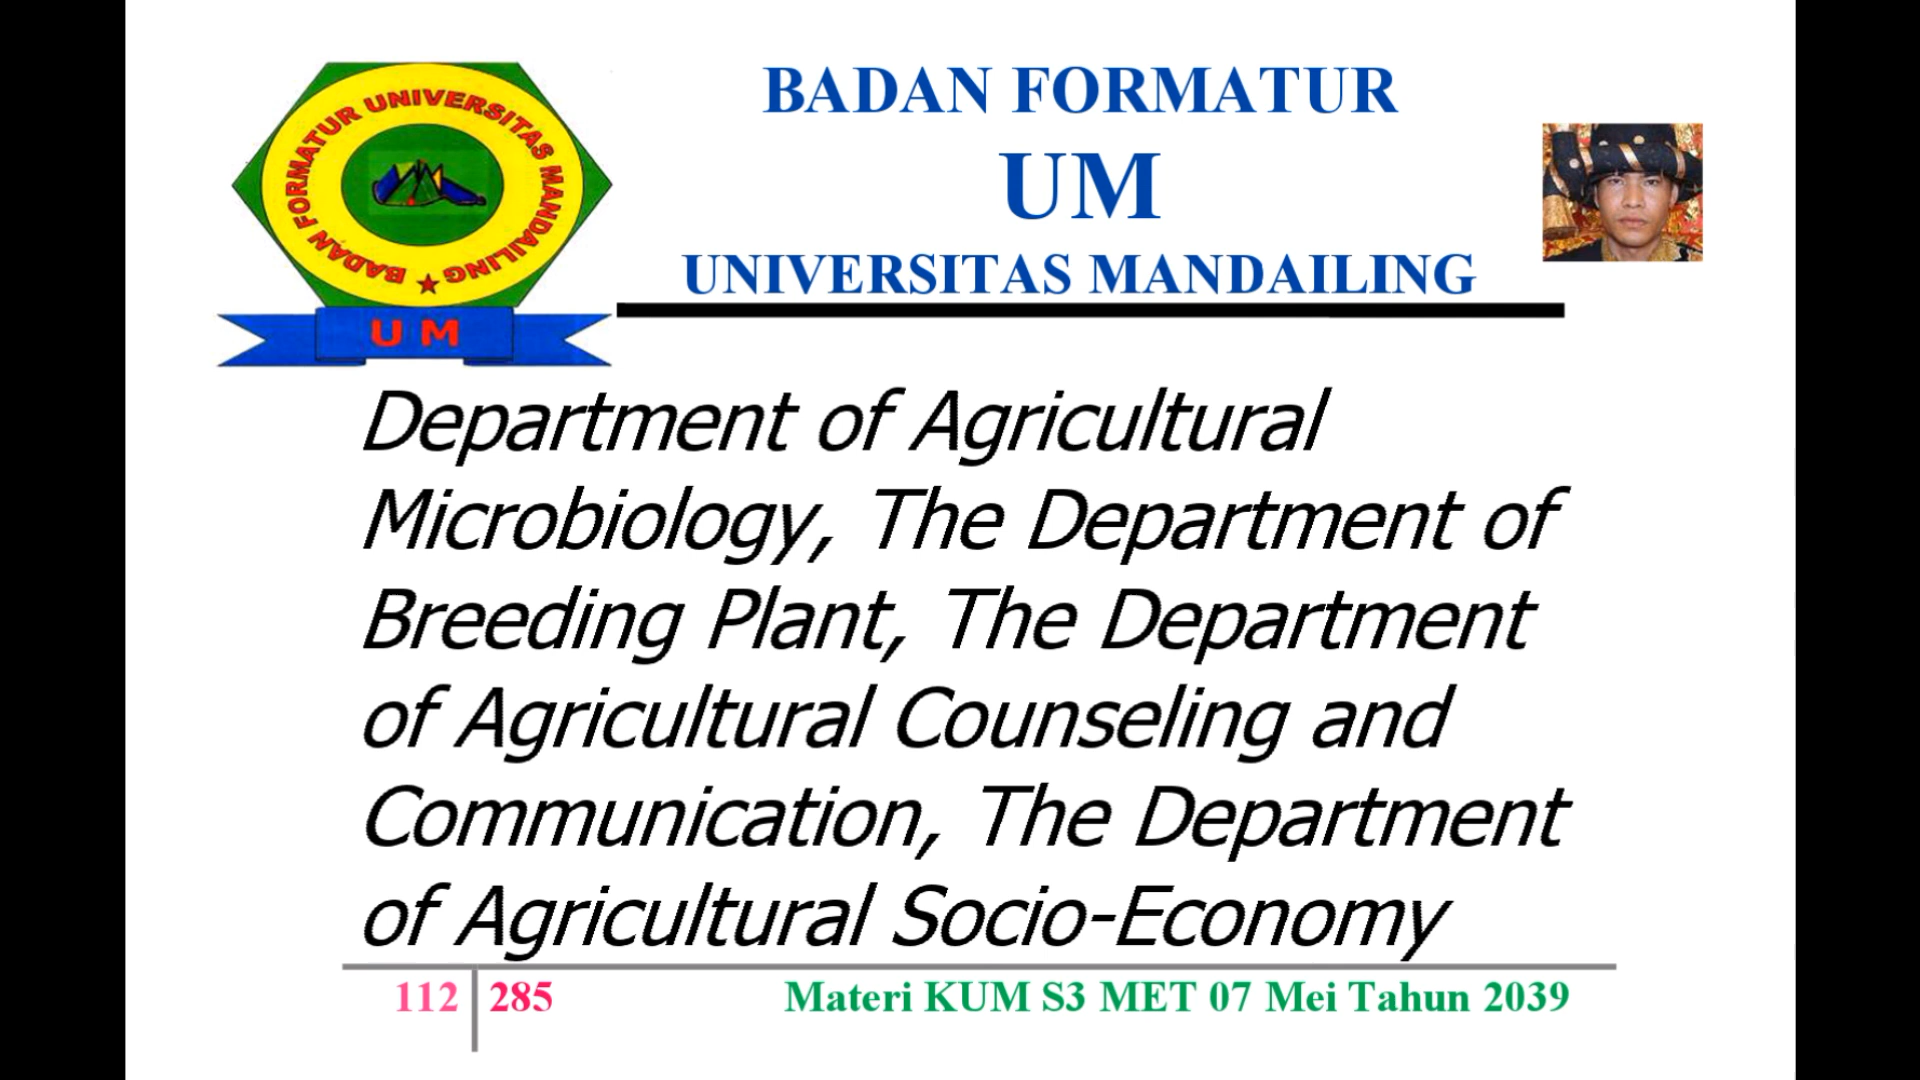 BADAN FORMATUR UNIVERSITAS MANDAILING
U M
BADAN FORMATUR
UM
UNIVERSITAS MANDAILING
Department of Agricultural
Microbiology, The Department of
Breeding Plant, The Department
of Agricultural Counseling and
Communication, The Department
of Agricultural Socio-Economy
112 285 Materi KUM S3 MET 07 Mei Tahun 2039